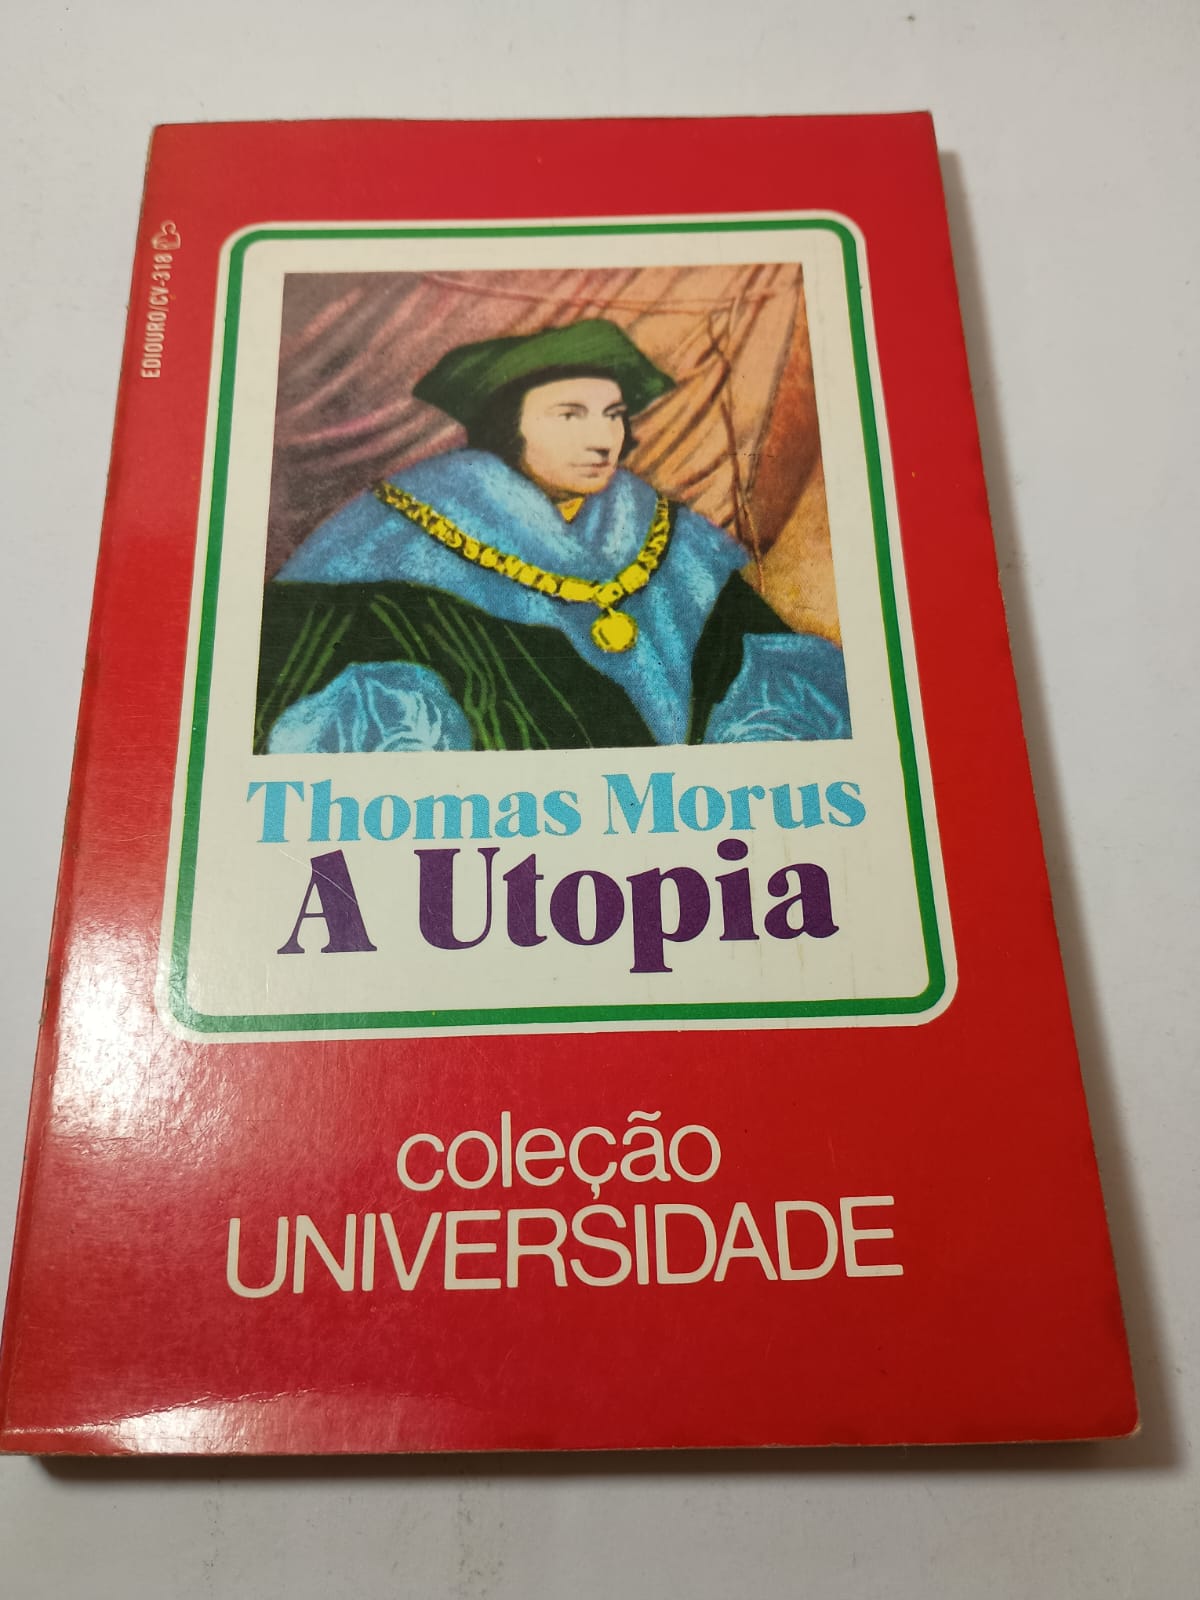 EDIOURO/CV-318
Thomas Morus
A Utopia
coleção
UNIVERSIDADE